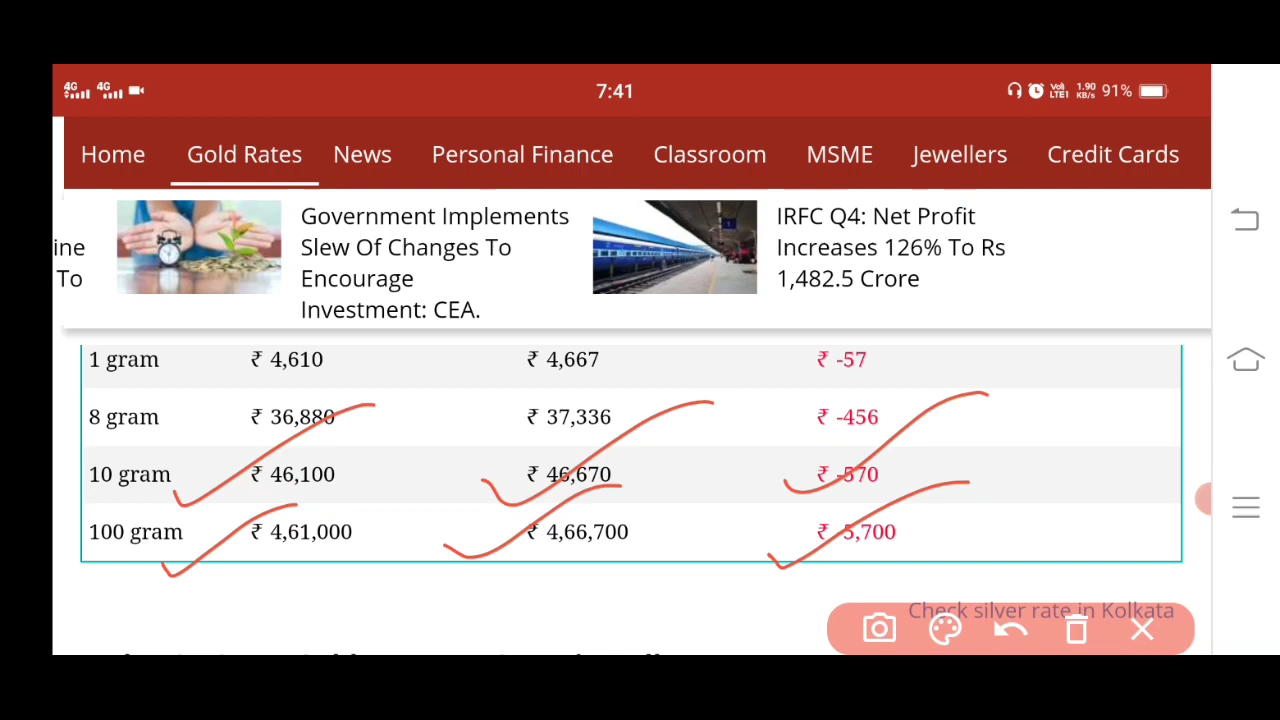 4G 4G 7:41 VoI) LTE1 1.90 KB/s 91%
Home Gold Rates News Personal Finance Classroom MSME Jewellers Credit Cards
ine
To
Government Implements
Slew Of Changes To
Encourage
Investment: CEA.
IRFC Q4: Net Profit
Increases 126% To Rs
1,482.5 Crore
1 gram ₹ 4,610 ₹ 4,667 ₹ -57
8 gram ₹ 36,880 ₹ 37,336 ₹ -456
10 gram ₹ 46,100 ₹ 46,670 ₹ -570
100 gram ₹ 4,61,000 ₹ 4,66,700 ₹ -5,700
Check silver rate in Kolkata